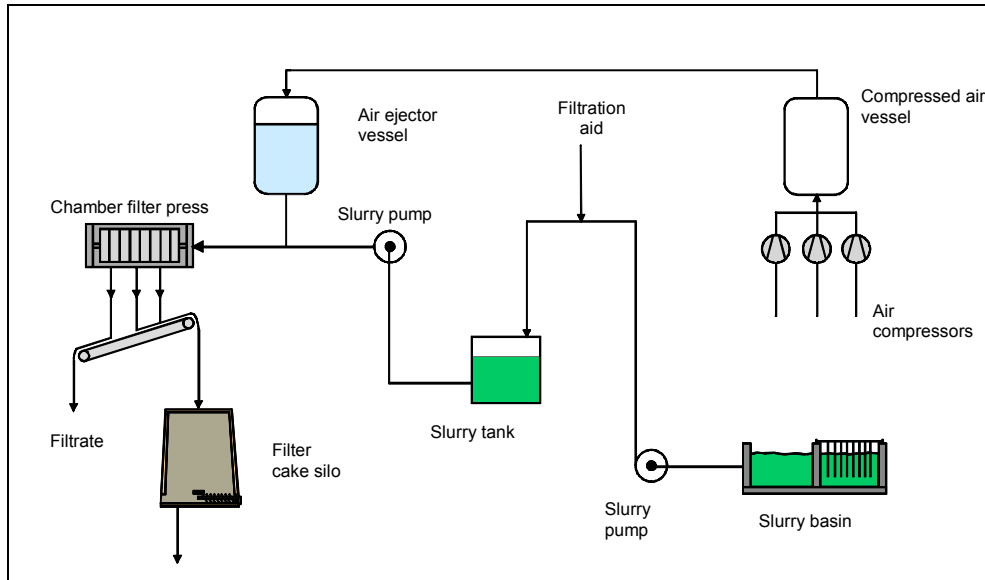 Air ejector
vessel
Filtration
aid
Compressed air
vessel
Chamber filter press
Slurry pump
Air
compressors
Slurry tank
Filtrate
Filter
cake silo
Slurry
pump
Slurry basin